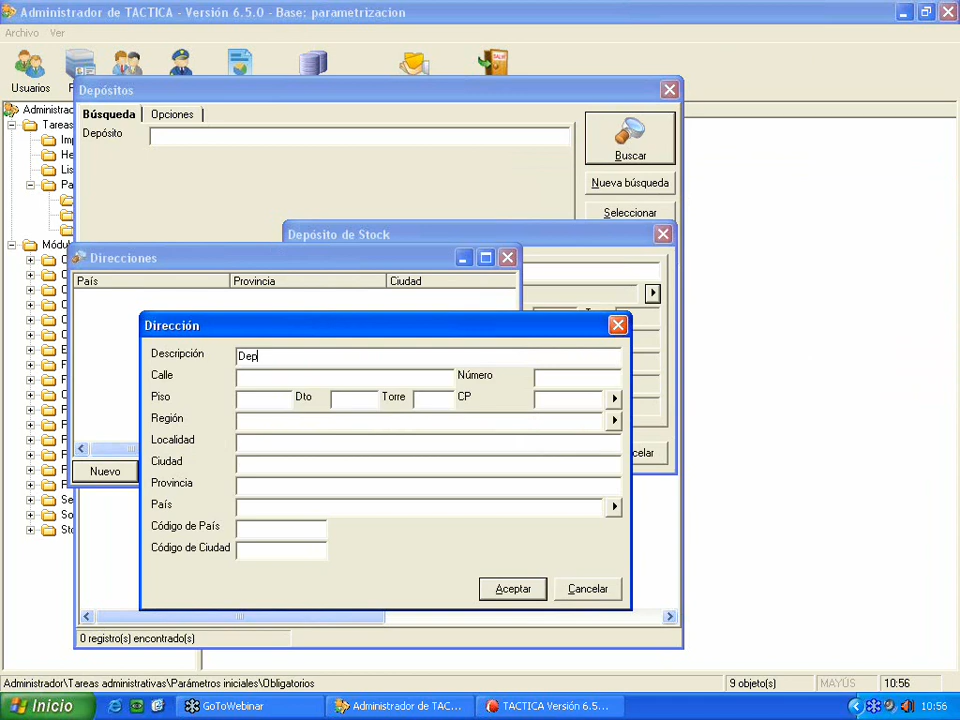 Administrador de TACTICA - Versión 6.5.0 - Base: parametrizacion
Archivo Ver
Usuarios
Depósitos
Búsqueda Opciones
Depósito
Buscar
Nueva búsqueda
Seleccionar
Depósito de Stock
Direcciones
País Provincia Ciudad
Nuevo
Dirección
Descripción Dep
Calle Número
Piso Dto Torre CP
Región
Localidad
Ciudad
Provincia
País
Código de País
Código de Ciudad
Aceptar Cancelar
0 registro(s) encontrado(s)
Administrador\Tareas administrativas\Parámetros iniciales\Obligatorios
9 objeto(s) MAYÚS 10:56
Inicio GoToWebinar Administrador de TAC... TACTICA Versión 6.5... 10:56